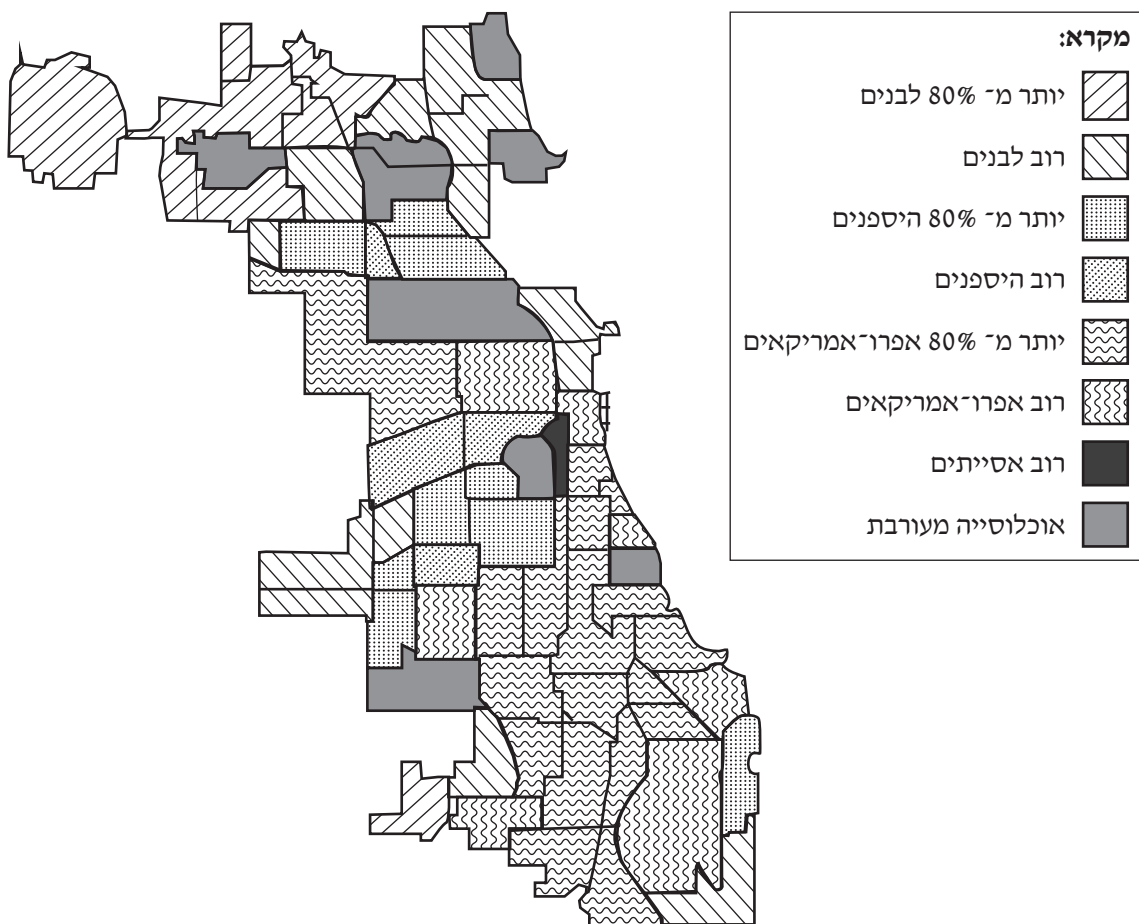 מקרא:
יותר מ־ 80% לבנים
רוב לבנים
יותר מ־ 80% היספנים
רוב היספנים
יותר מ־ 80% אפרו־אמריקאים
רוב אפרו־אמריקאים
רוב אסייתים
אוכלוסייה מעורבת